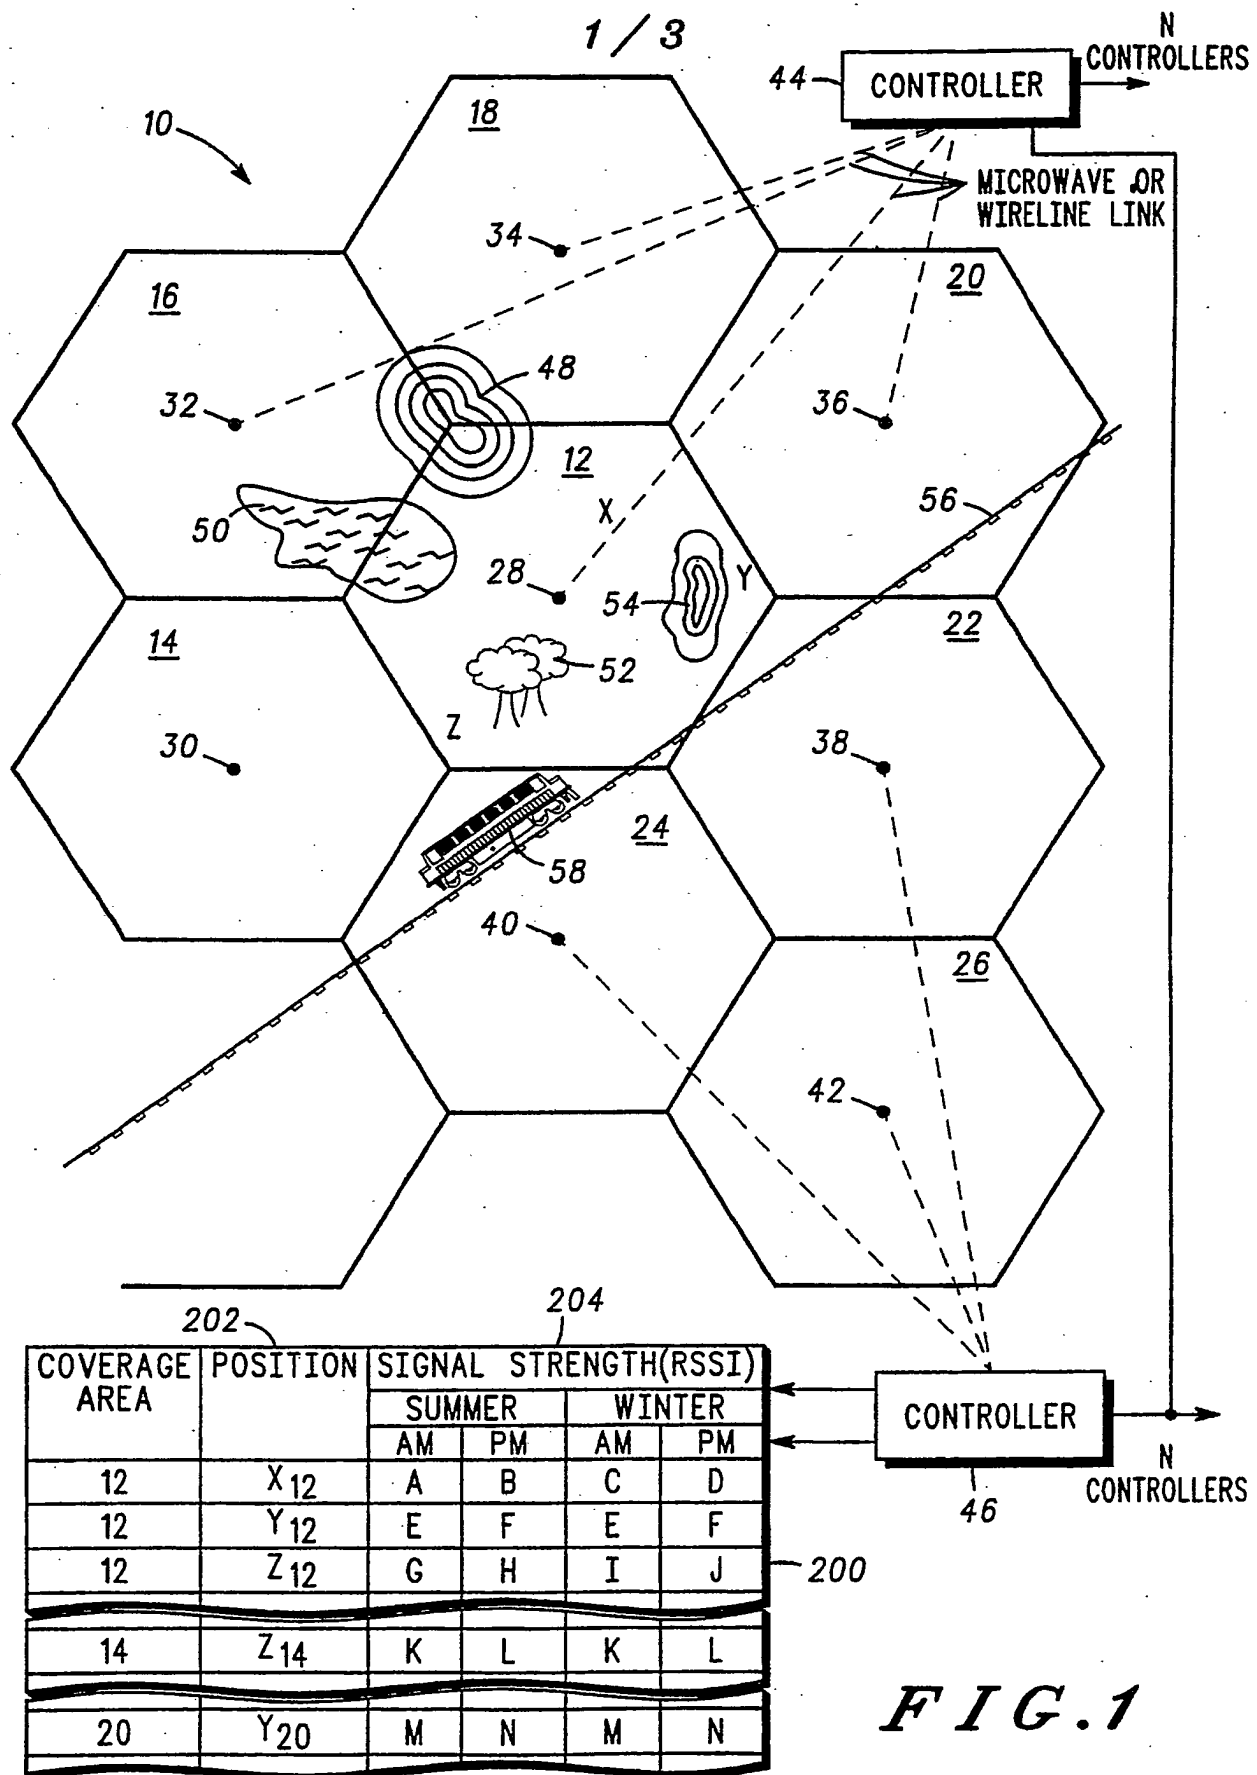 1/3
N
CONTROLLERS
44
CONTROLLER
10
18
MICROWAVE OR
WIRELINE LINK
34
20
16
48
32
36
12
56
50
X
28
54
Y
22
14
52
Z
30
38
24
58
40
26
42
202
204
COVERAGE AREA POSITION SIGNAL STRENGTH(RSSI)
SUMMER WINTER
AM PM AM PM
12 X12 A B C D
12 Y12 E F E F
12 Z12 G H I J
14 Z14 K L K L
20 Y20 M N M N
200
CONTROLLER
46
N
CONTROLLERS
FIG.1